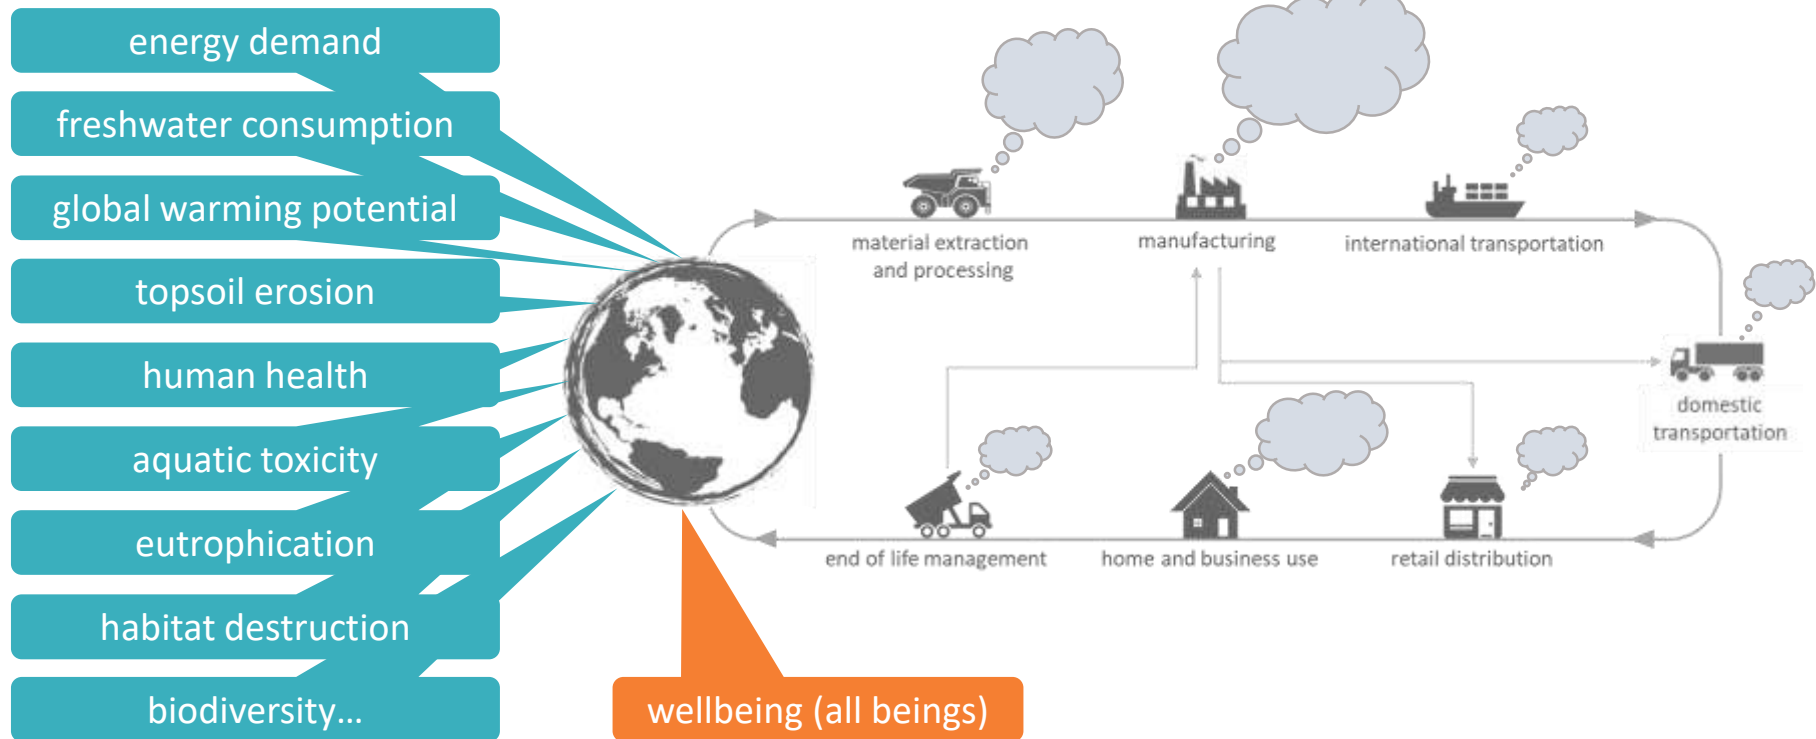 energy demand
freshwater consumption
global warming potential
topsoil erosion
human health
aquatic toxicity
eutrophication
habitat destruction
biodiversity…
wellbeing (all beings)
material extraction
and processing
manufacturing
international transportation
domestic
transportation
end of life management
home and business use
retail distribution